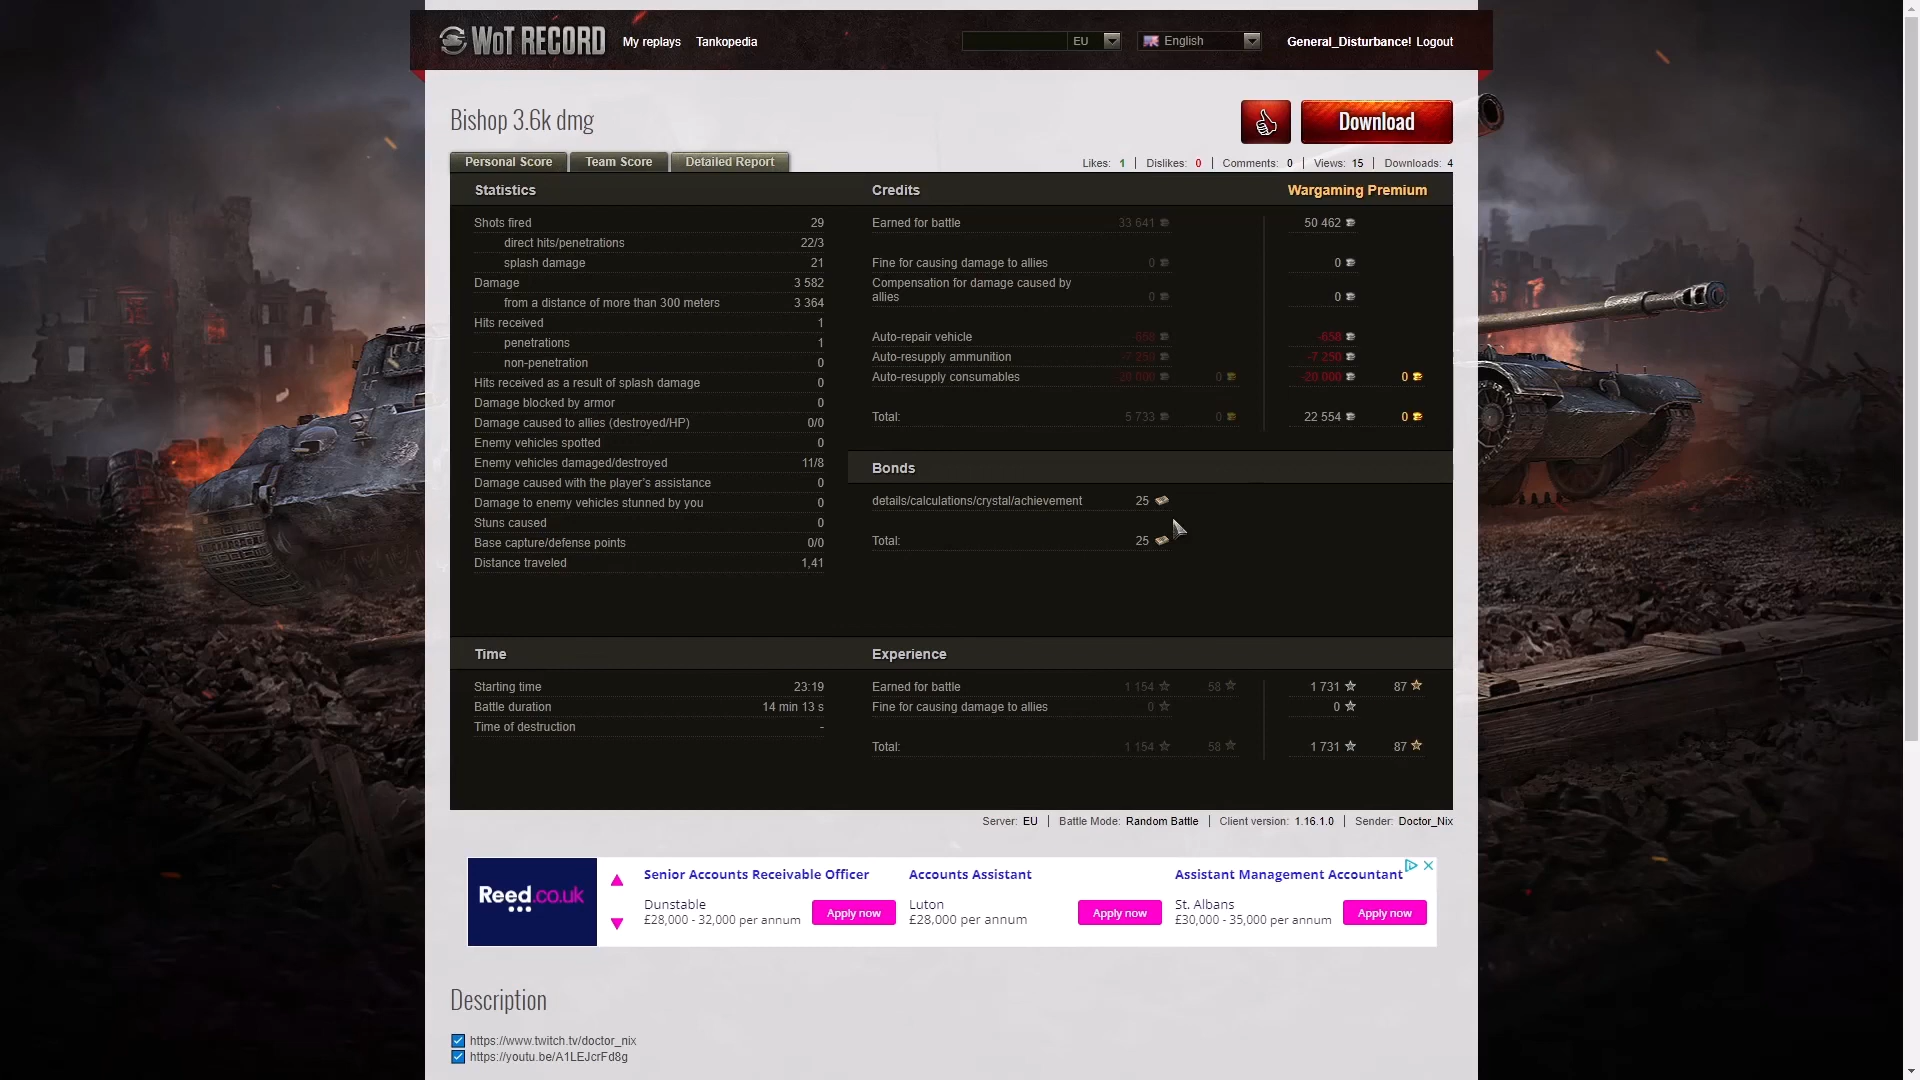 WoT RECORD
My replays Tankopedia
EU
English
General_Disturbance! Logout
Bishop 3.6k dmg
Download
Personal Score Team Score Detailed Report
Likes: 1 | Dislikes: 0 | Comments: 0 | Views: 15 | Downloads: 4
Statistics
Shots fired 29
direct hits/penetrations 22/3
splash damage 21
Damage 3 582
from a distance of more than 300 meters 3 364
Hits received 1
penetrations 1
non-penetration 0
Hits received as a result of splash damage 0
Damage blocked by armor 0
Damage caused to allies (destroyed/HP) 0/0
Enemy vehicles spotted 0
Enemy vehicles damaged/destroyed 11/8
Damage caused with the player's assistance 0
Damage to enemy vehicles stunned by you 0
Stuns caused 0
Base capture/defense points 0/0
Distance traveled 1,41
Credits Wargaming Premium
Earned for battle 33 641 50 462
Fine for causing damage to allies 0 0
Compensation for damage caused by
allies 0 0
Auto-repair vehicle -658 -658
Auto-resupply ammunition -7 250 -7 250
Auto-resupply consumables -20 000 0 -20 000 0
Total: 5 733 0 22 554 0
Bonds
details/calculations/crystal/achievement 25
Total: 25
Time
Starting time 23:19
Battle duration 14 min 13 s
Time of destruction -
Experience
Earned for battle 1 154 58 1 731 87
Fine for causing damage to allies 0 0
Total: 1 154 58 1 731 87
Server: EU | Battle Mode: Random Battle | Client version: 1.16.1.0 | Sender: Doctor_Nix
Reed.co.uk
Senior Accounts Receivable Officer
Dunstable
£28,000 - 32,000 per annum
Apply now
Accounts Assistant
Luton
£28,000 per annum
Apply now
Assistant Management Accountant
St. Albans
£30,000 - 35,000 per annum
Apply now
Description
https://www.twitch.tv/doctor_nix
https://youtu.be/A1LEJcrFd8g